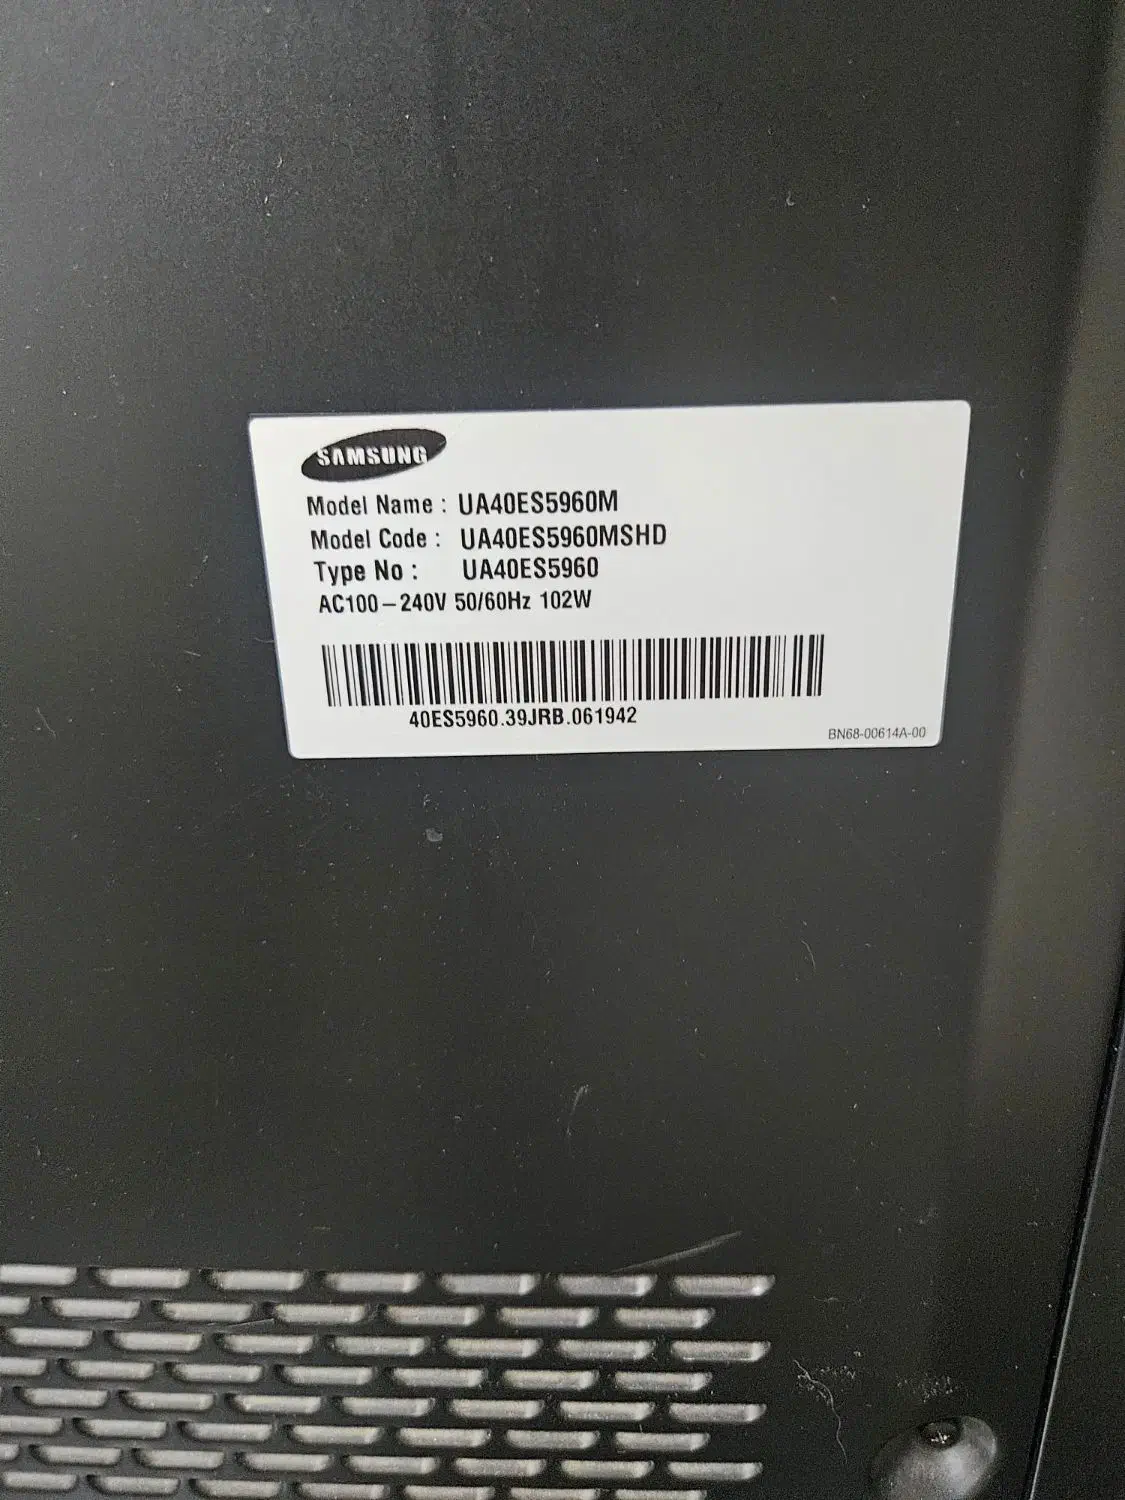 SAMSUNG
Model Name : UA40ES5960M
Model Code : UA40ES5960MSHD
Type No : UA40ES5960
AC100-240V 50/60Hz 102W
40ES5960.39JRB.061942
BN68-00614A-00